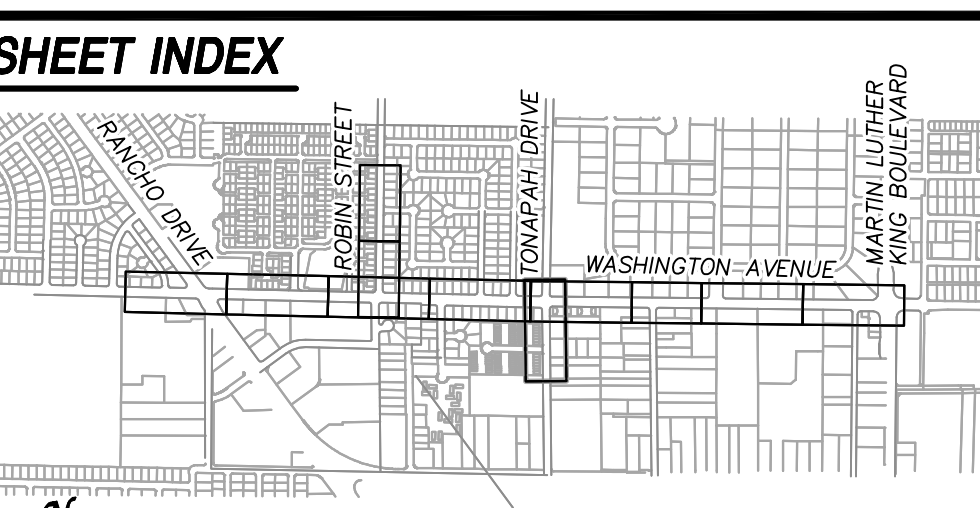 SHEET INDEX
RANCHO DRIVE
ROBIN STREET
TONAPAH DRIVE
WASHINGTON AVENUE
MARTIN LUTHER
KING BOULEVARD